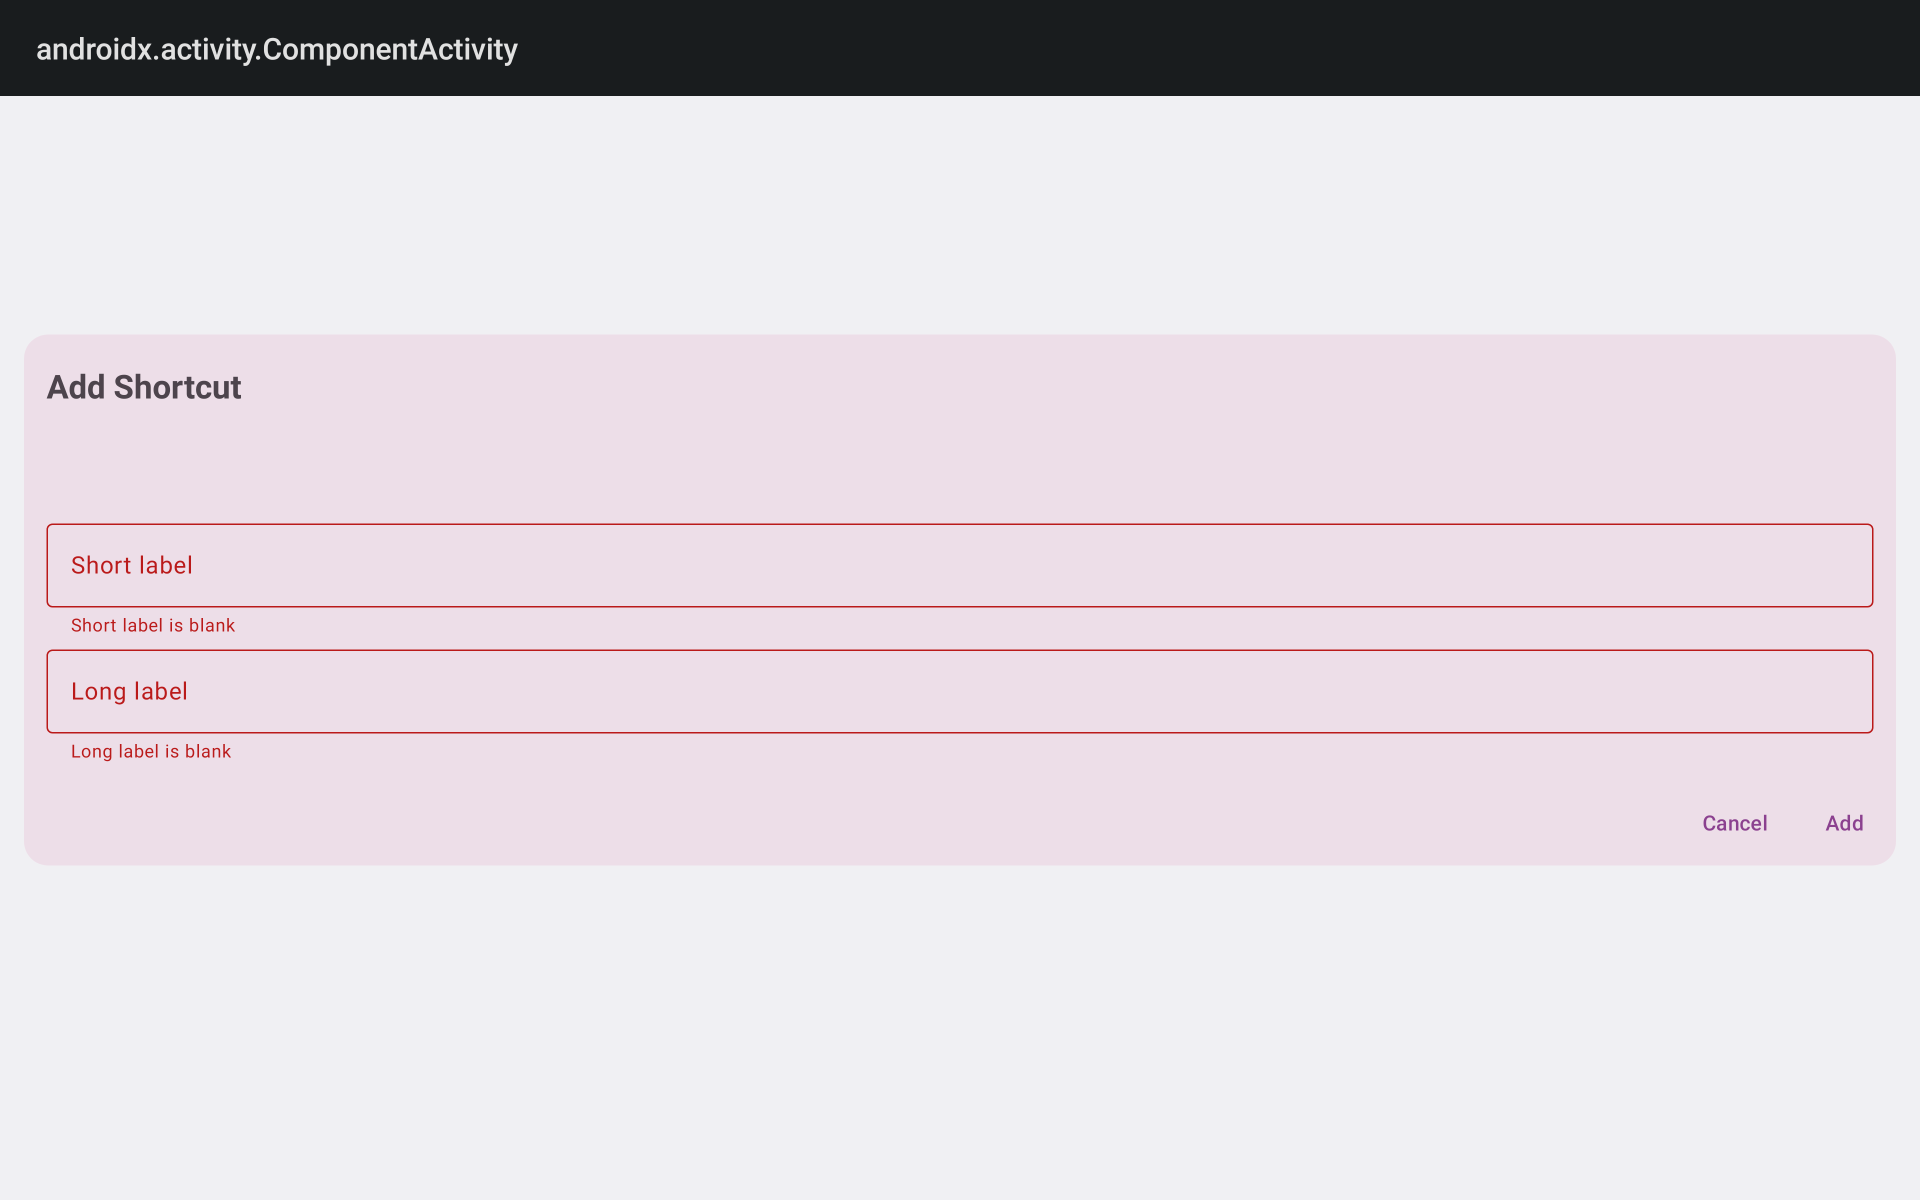 androidx.activity.ComponentActivity
Add Shortcut
Short label
Short label is blank
Long label
Long label is blank
Cancel Add